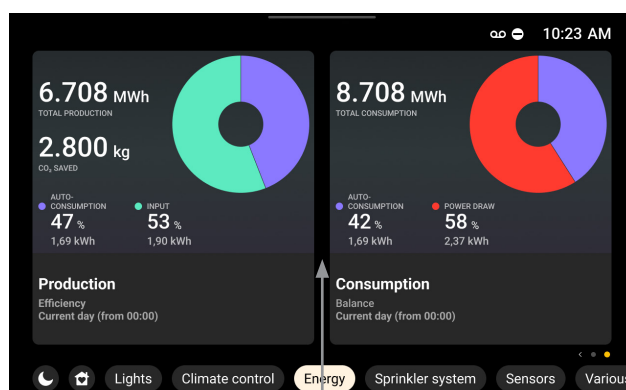 10:23 AM
6.708 MWh
TOTAL PRODUCTION
2.800 kg
CO₂ SAVED
AUTO-
CONSUMPTION
47 %
1,69 kWh
INPUT
53 %
1,90 kWh
Production
Efficiency
Current day (from 00:00)
8.708 MWh
TOTAL CONSUMPTION
AUTO-
CONSUMPTION
42 %
1,69 kWh
POWER DRAW
58 %
2,37 kWh
Consumption
Balance
Current day (from 00:00)
Lights
Climate control
Energy
Sprinkler system
Sensors
Variou